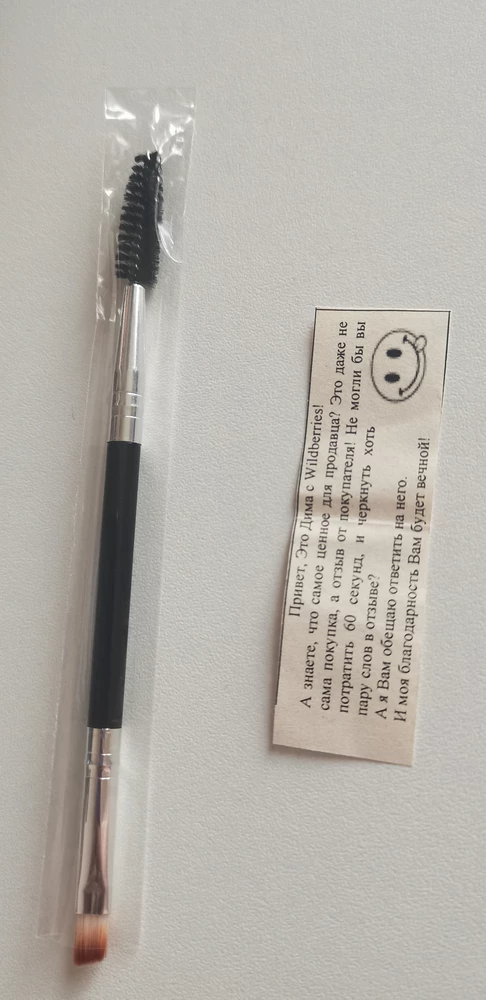 Привет, Это Дима с Wildberries!
А знаете, что самое ценное для продавца? Это даже не
сама покупка, а отзыв от покупателя! Не могли бы вы
потратить 60 секунд, и черкнуть хоть
пару слов в отзыве?
А я Вам обещаю ответить на него.
И моя благодарность Вам будет вечной!